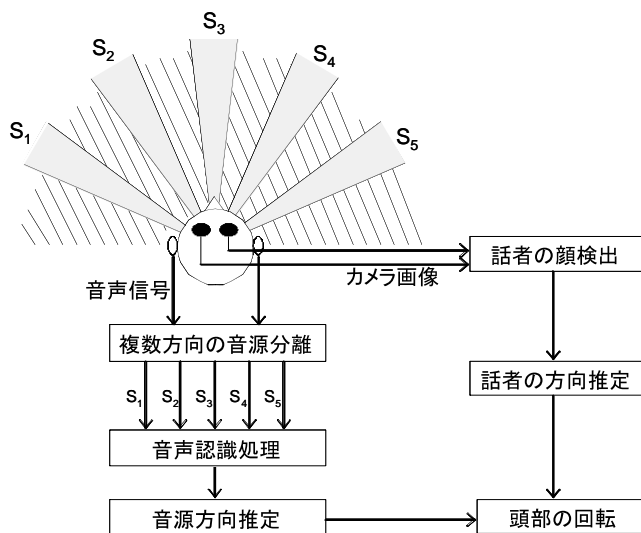 S3
S2
S4
S1
S5
音声信号
カメラ画像
話者の顔検出
複数方向の音源分離
話者の方向推定
S1 S2 S3 S4 S5
音声認識処理
音源方向推定
頭部の回転